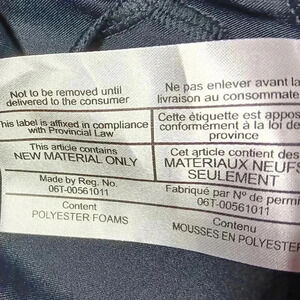 Not to be removed until
delivered to the consumer
Ne pas enlever avant la
livraison au consommate
This label is affixed in compliance
with Provincial Law
Cette étiquette est appos
conformément à la loi de
province
This article contains
NEW MATERIAL ONLY
Cet article contient des
MATÉRIAUX NEUFS
SEULEMENT
Made by Reg. No.
06T-00561011
Fabriqué par Nº de permi
06T-00561011
Content
POLYESTER FOAMS
Contenu
MOUSSES EN POLYESTER